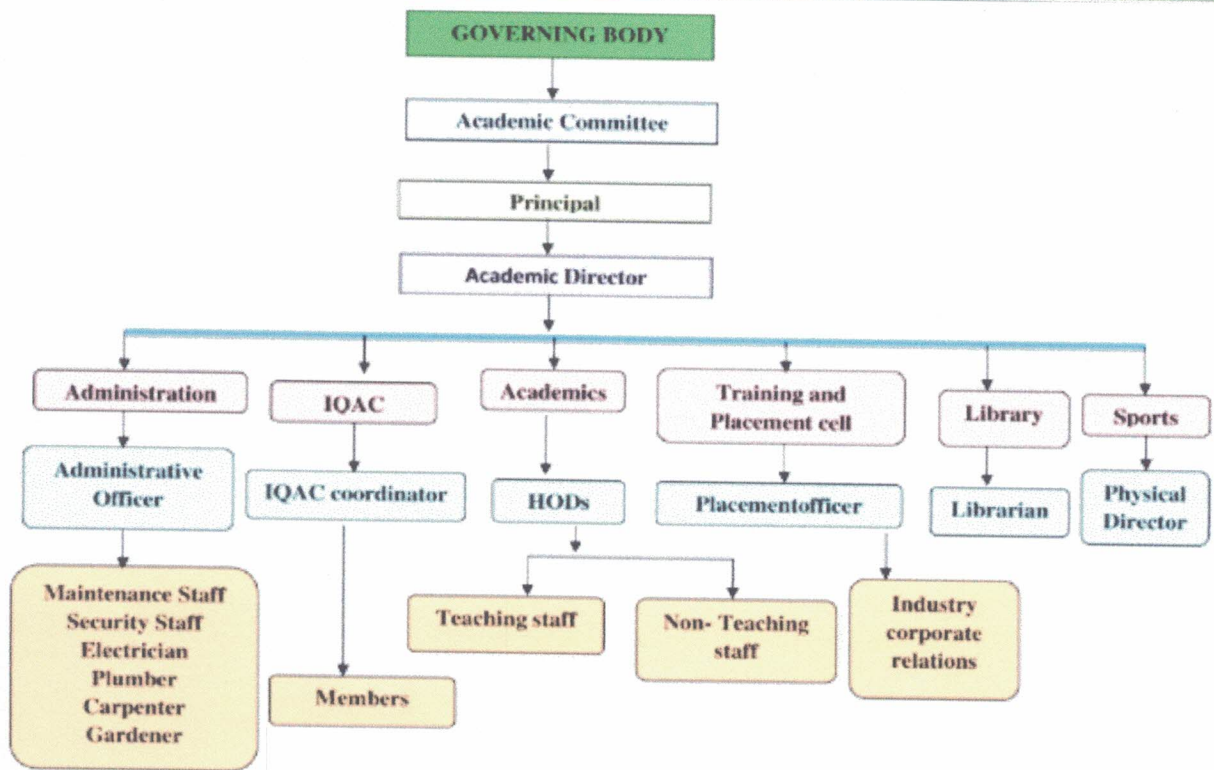 GOVERNING BODY
Academic Committee
Principal
Academic Director
Administration
IQAC
Academics
Training and
Placement cell
Library
Sports
Administrative
Officer
IQAC coordinator
HODs
Placementofficer
Librarian
Physical
Director
Maintenance Staff
Security Staff
Electrician
Plumber
Carpenter
Gardener
Members
Teaching staff
Non- Teaching
staff
Industry
corporate
relations